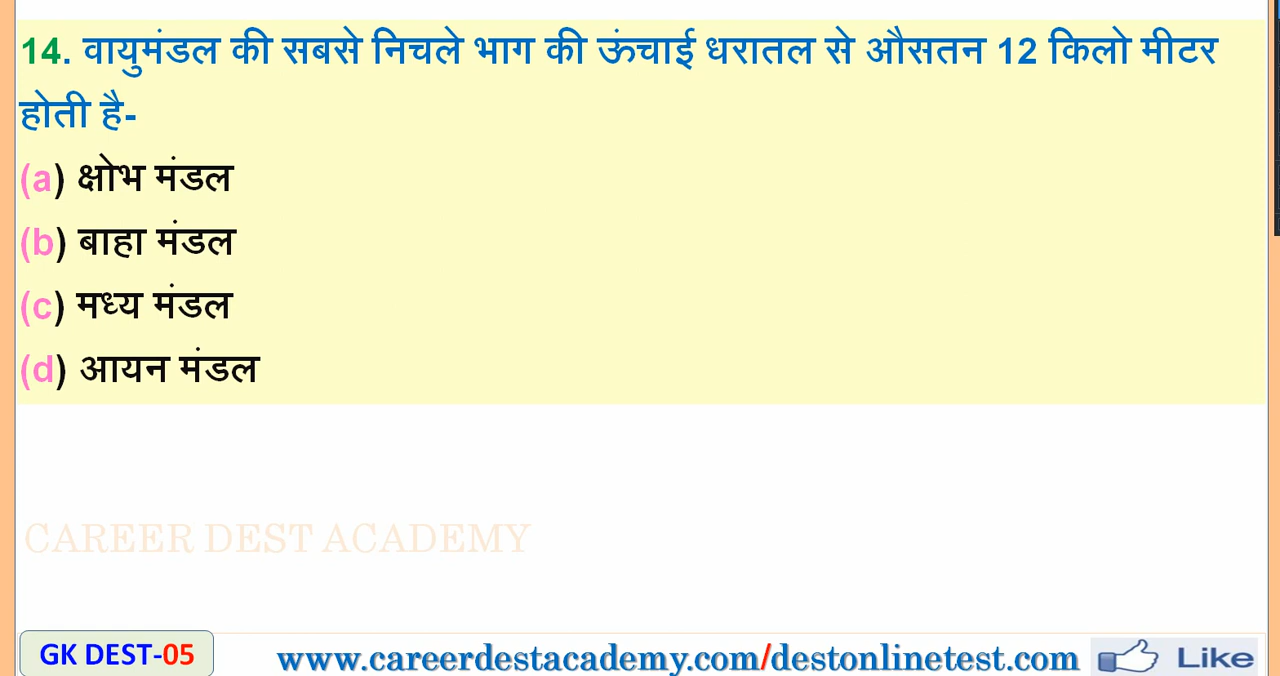 14. वायुमंडल की सबसे निचले भाग की ऊंचाई धरातल से औसतन 12 किलो मीटर
होती है-
(a) क्षोभ मंडल
(b) बाहा मंडल
(c) मध्य मंडल
(d) आयन मंडल
CAREER DEST ACADEMY
GK DEST-05
www.careerdestacademy.com/destonlinetest.com
Like